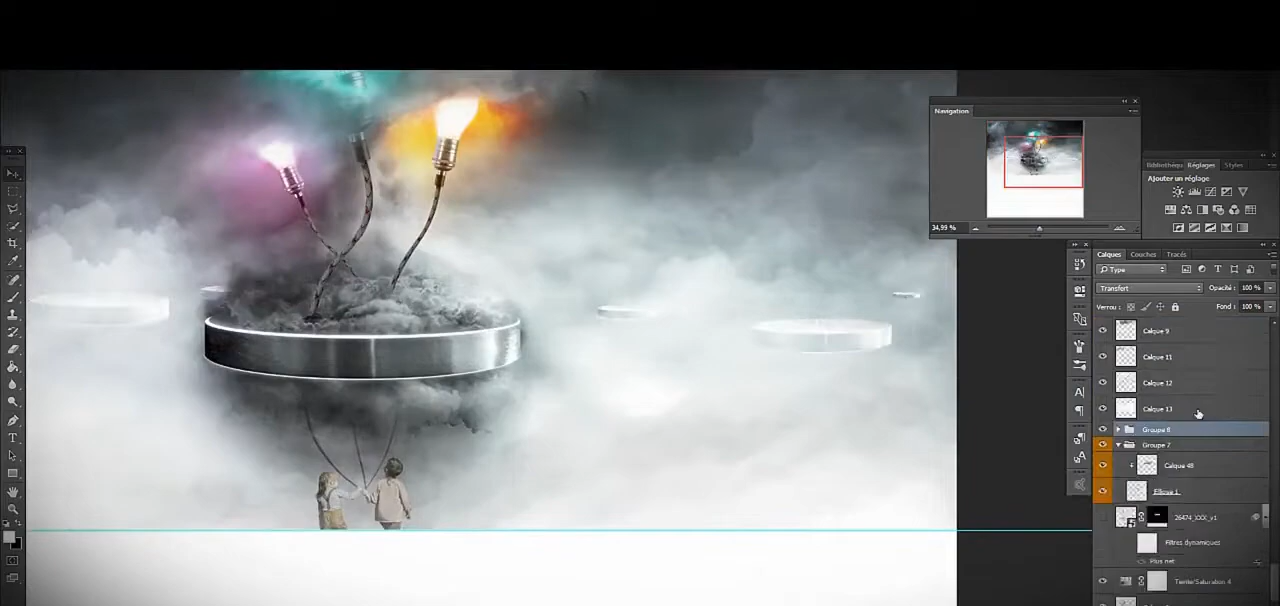 Navigation
34,99 %
Bibliothèqu Réglages Styles
Ajouter un réglage
Calques Couches Tracés
Type
Transfert Opacité : 100 %
Verrou : Fond : 100 %
Calque 9
Calque 11
Calque 12
Calque 13
Groupe 6
Groupe 7
Calque 48
Ellipse 1
26474_XXX_v1
Filtres dynamiques
Plus net
Teinte/Saturation 4